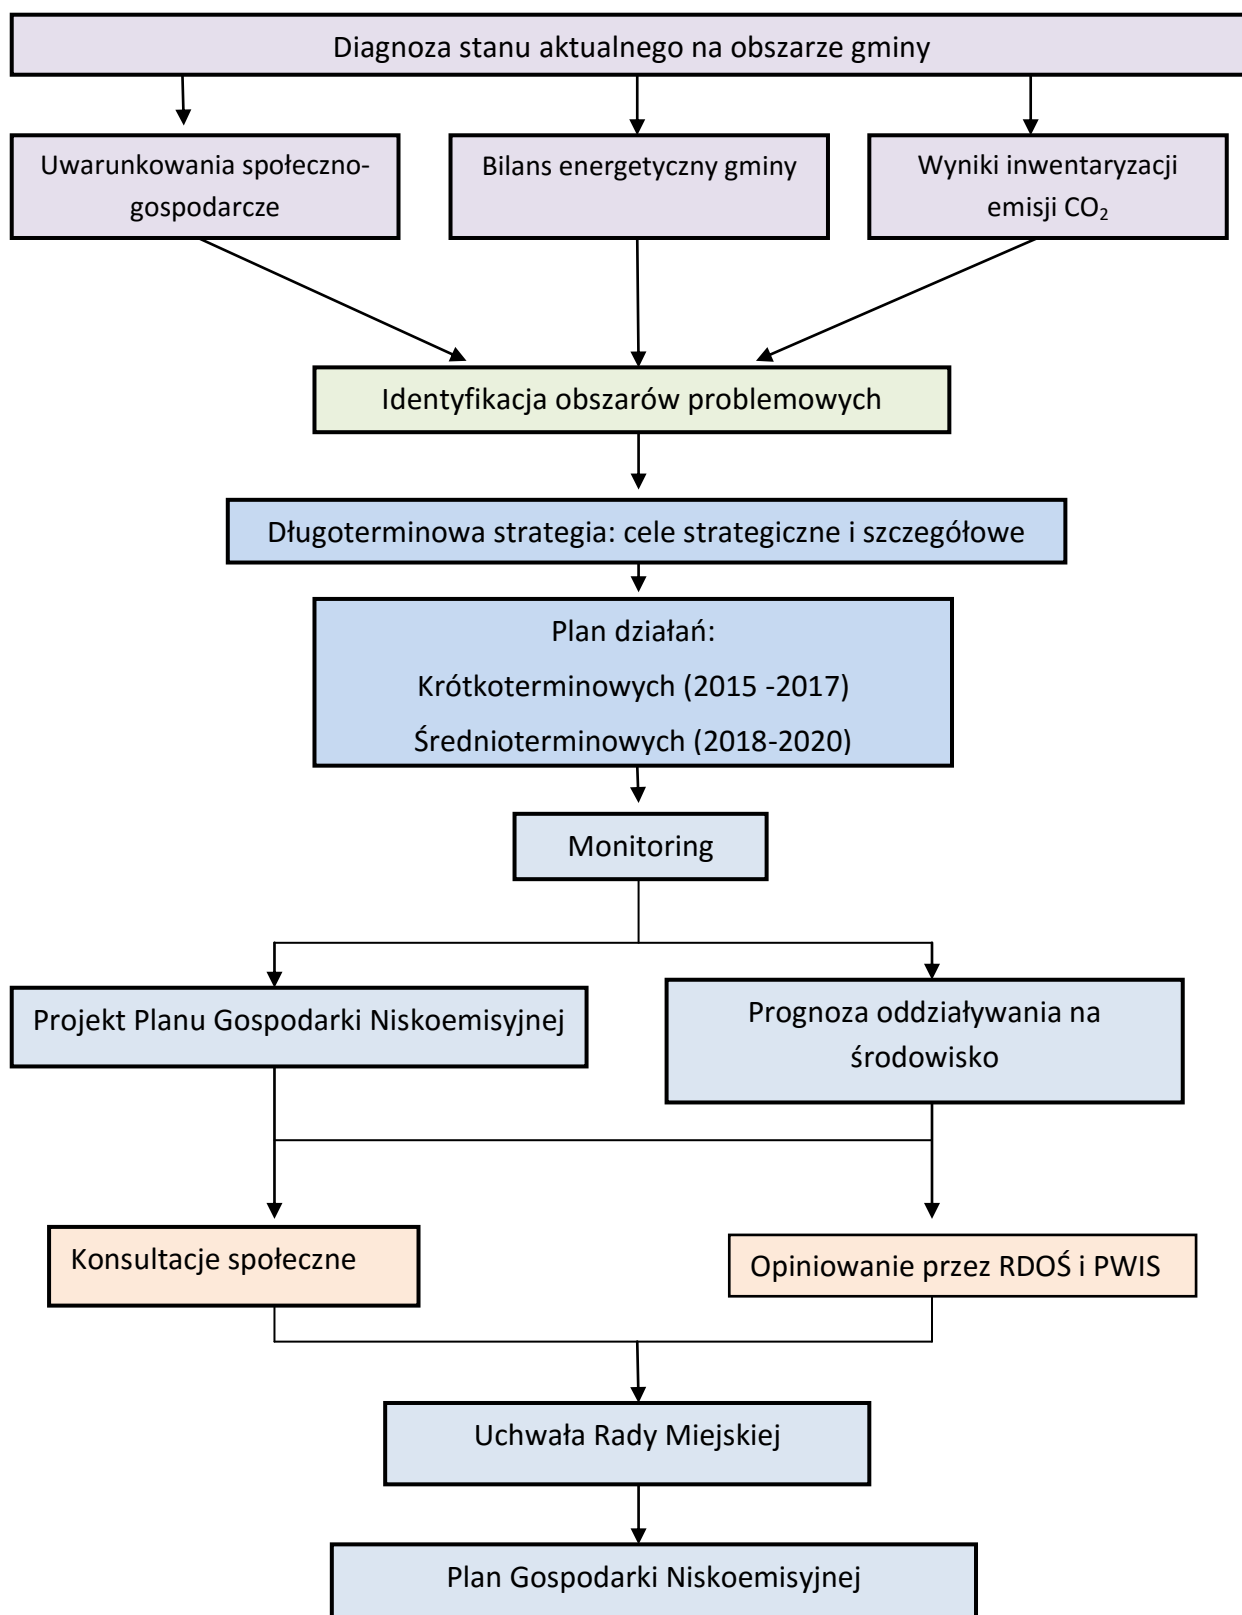 Diagnoza stanu aktualnego na obszarze gminy
Uwarunkowania społeczno-
gospodarcze
Bilans energetyczny gminy
Wyniki inwentaryzacji
emisji CO₂
Identyfikacja obszarów problemowych
Długoterminowa strategia: cele strategiczne i szczegółowe
Plan działań:
Krótkoterminowych (2015 -2017)
Średnioterminowych (2018-2020)
Monitoring
Projekt Planu Gospodarki Niskoemisyjnej
Prognoza oddziaływania na
środowisko
Konsultacje społeczne
Opiniowanie przez RDOŚ i PWIS
Uchwała Rady Miejskiej
Plan Gospodarki Niskoemisyjnej